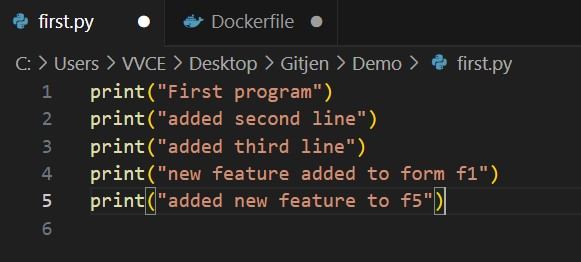 first.py Dockerfile
C: > Users > VVCE > Desktop > Gitjen > Demo > first.py
1 print("First program")
2 print("added second line")
3 print("added third line")
4 print("new feature added to form f1")
5 print("added new feature to f5")
6